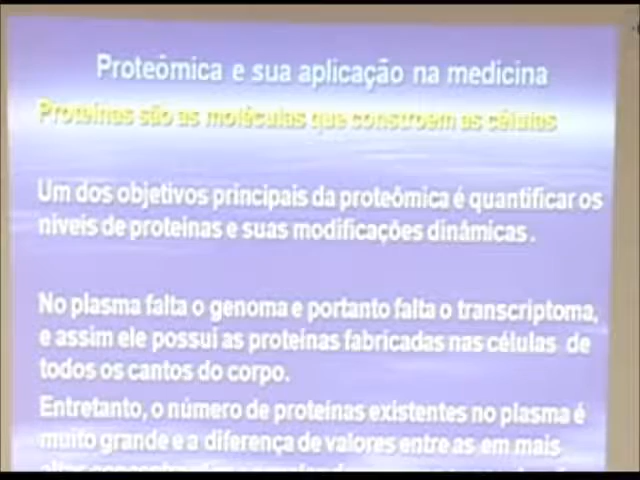 Proteômica e sua aplicação na medicina
Proteínas são as moléculas que constroem as células
Um dos objetivos principais da proteômica é quantificar os
níveis de proteínas e suas modificações dinâmicas.
No plasma falta o genoma e portanto falta o transcriptoma,
e assim ele possui as proteínas fabricadas nas células de
todos os cantos do corpo.
Entretanto, o número de proteínas existentes no plasma é
muito grande e a diferença de valores entre as em mais